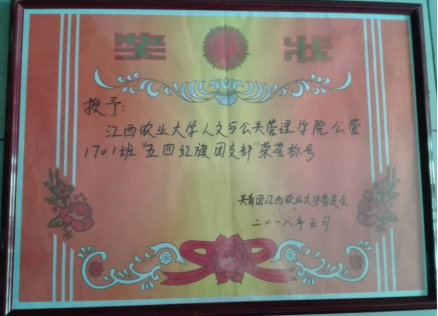 奖状
授予:
江西农业大学人文与公共管理学院公管
1701班"五四红旗团支部"荣誉称号
共青团江西农业大学委员会
二〇一八年五月